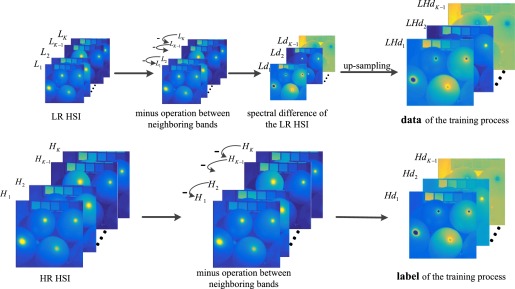 L_K
L_{K-1}
L_2
L_1
LR HSI
- L_K
- L_{K-1}
L_2
L_1
minus operation between
neighboring bands
Ld_{K-1}
Ld_2
Ld_1
spectral difference of
the LR HSI
up-sampling
LHd_{K-1}
LHd_2
LHd_1
data of the training process
H_K
H_{K-1}
H_2
H_1
HR HSI
- H_K
- H_{K-1}
- H_2
H_1
minus operation between
neighboring bands
Hd_{K-1}
Hd_2
Hd_1
label of the training process